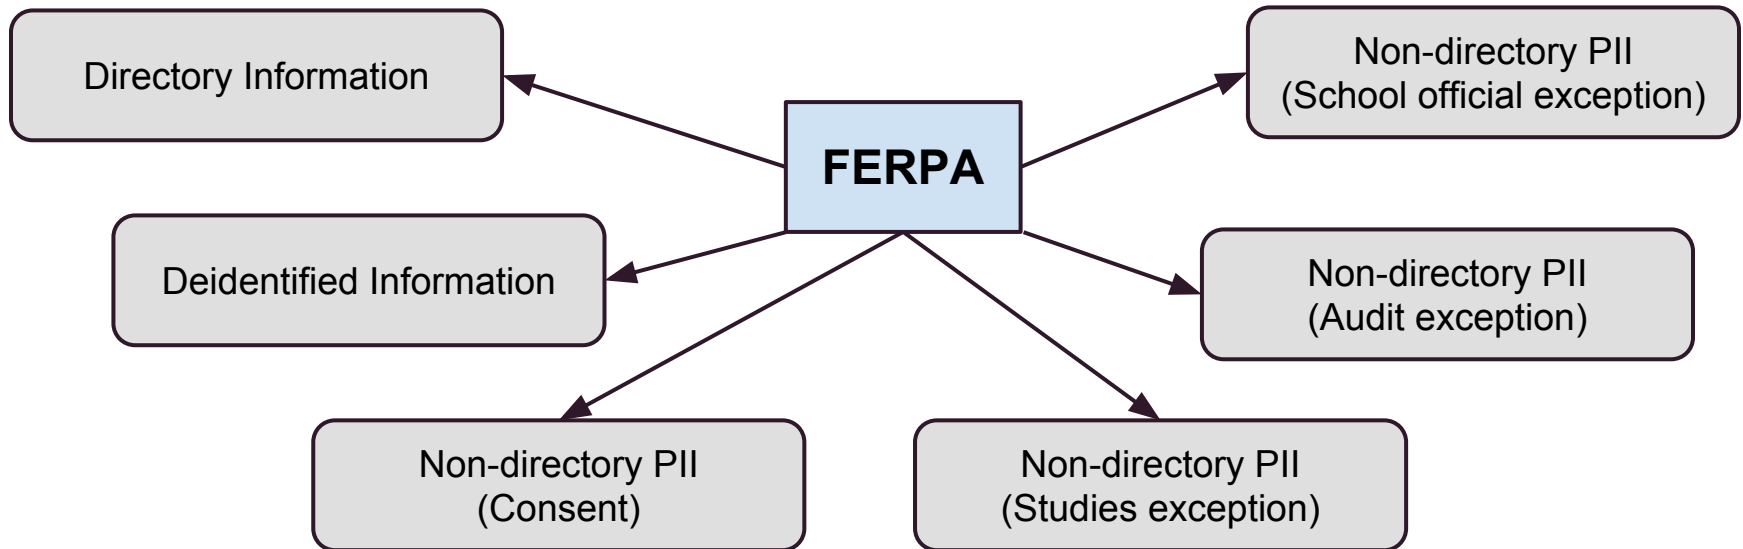 Directory Information
Non-directory PII
(School official exception)
FERPA
Deidentified Information
Non-directory PII
(Audit exception)
Non-directory PII
(Consent)
Non-directory PII
(Studies exception)